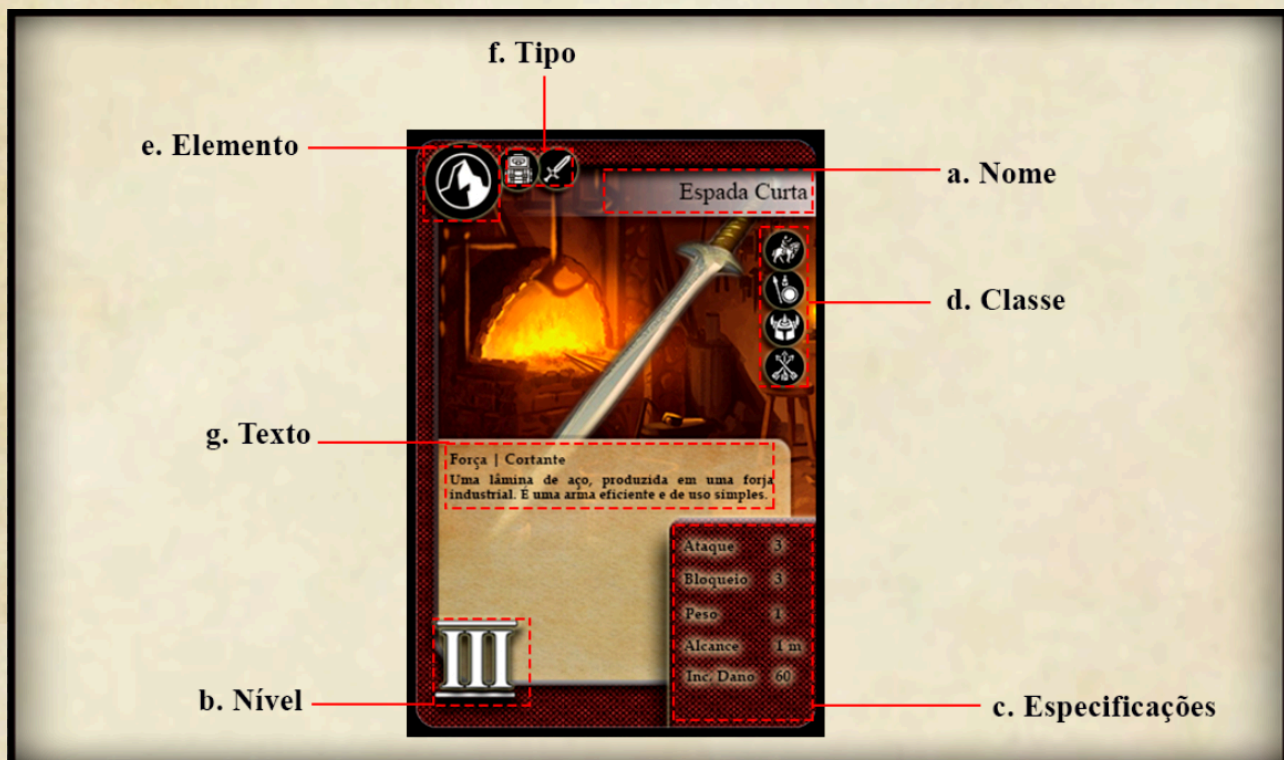 f. Tipo
e. Elemento
a. Nome
Espada Curta
d. Classe
g. Texto
Força | Cortante
Uma lâmina de aço, produzida em uma forja
industrial. É uma arma eficiente e de uso simples.
Ataque 3
Bloqueio 3
Peso 1
Alcance 1 m
Inc. Dano 60
III
b. Nível
c. Especificações